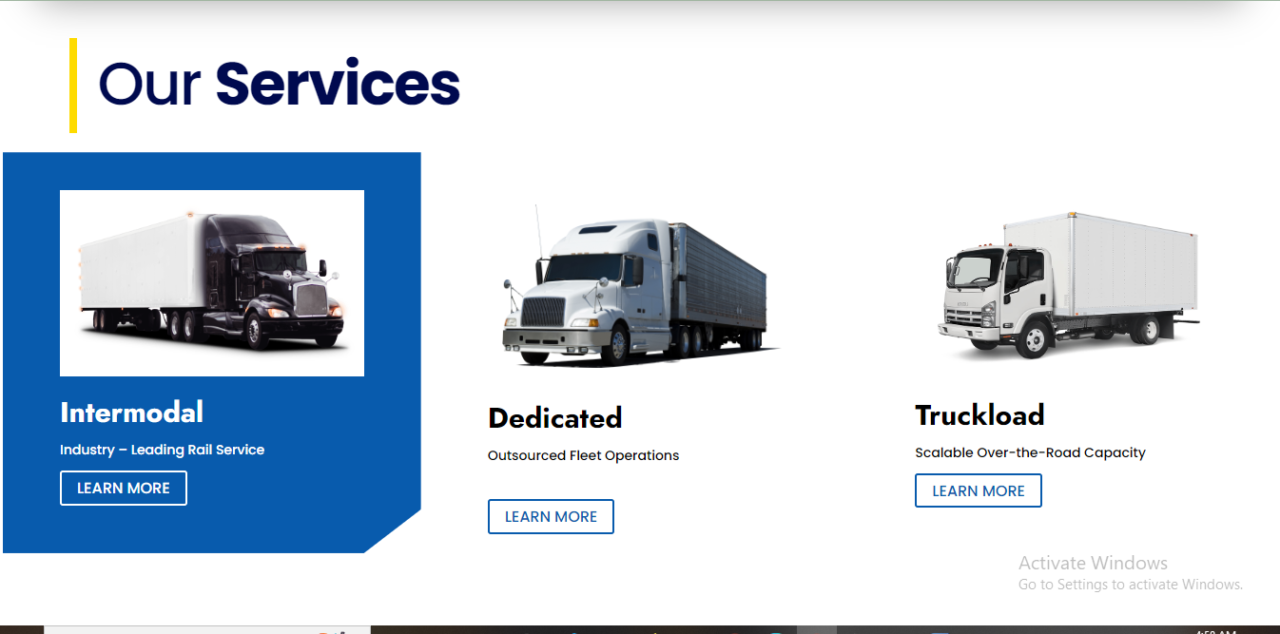 Our Services
Intermodal
Industry – Leading Rail Service
LEARN MORE
Dedicated
Outsourced Fleet Operations
LEARN MORE
Truckload
Scalable Over-the-Road Capacity
LEARN MORE
Activate Windows
Go to Settings to activate Windows.